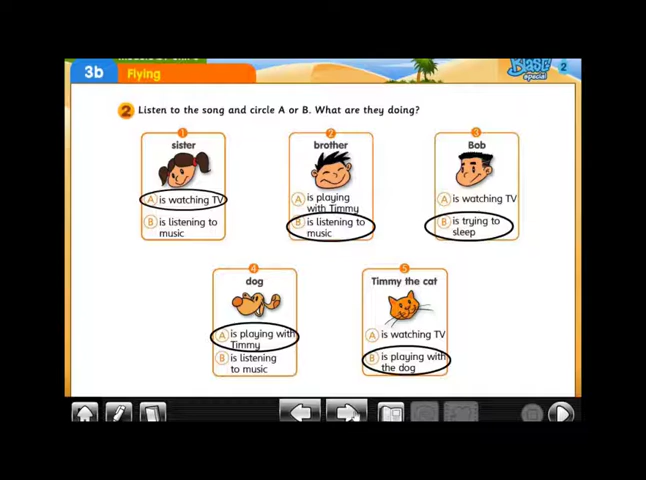 3b
Flying
Blast
special
2
2 Listen to the song and circle A or B. What are they doing?
1
sister
A is watching TV
B is listening to
music
2
brother
A is playing
with Timmy
B is listening to
music
3
Bob
A is watching TV
B is trying to
sleep
4
dog
A is playing with
Timmy
B is listening
to music
5
Timmy the cat
A is watching TV
B is playing with
the dog